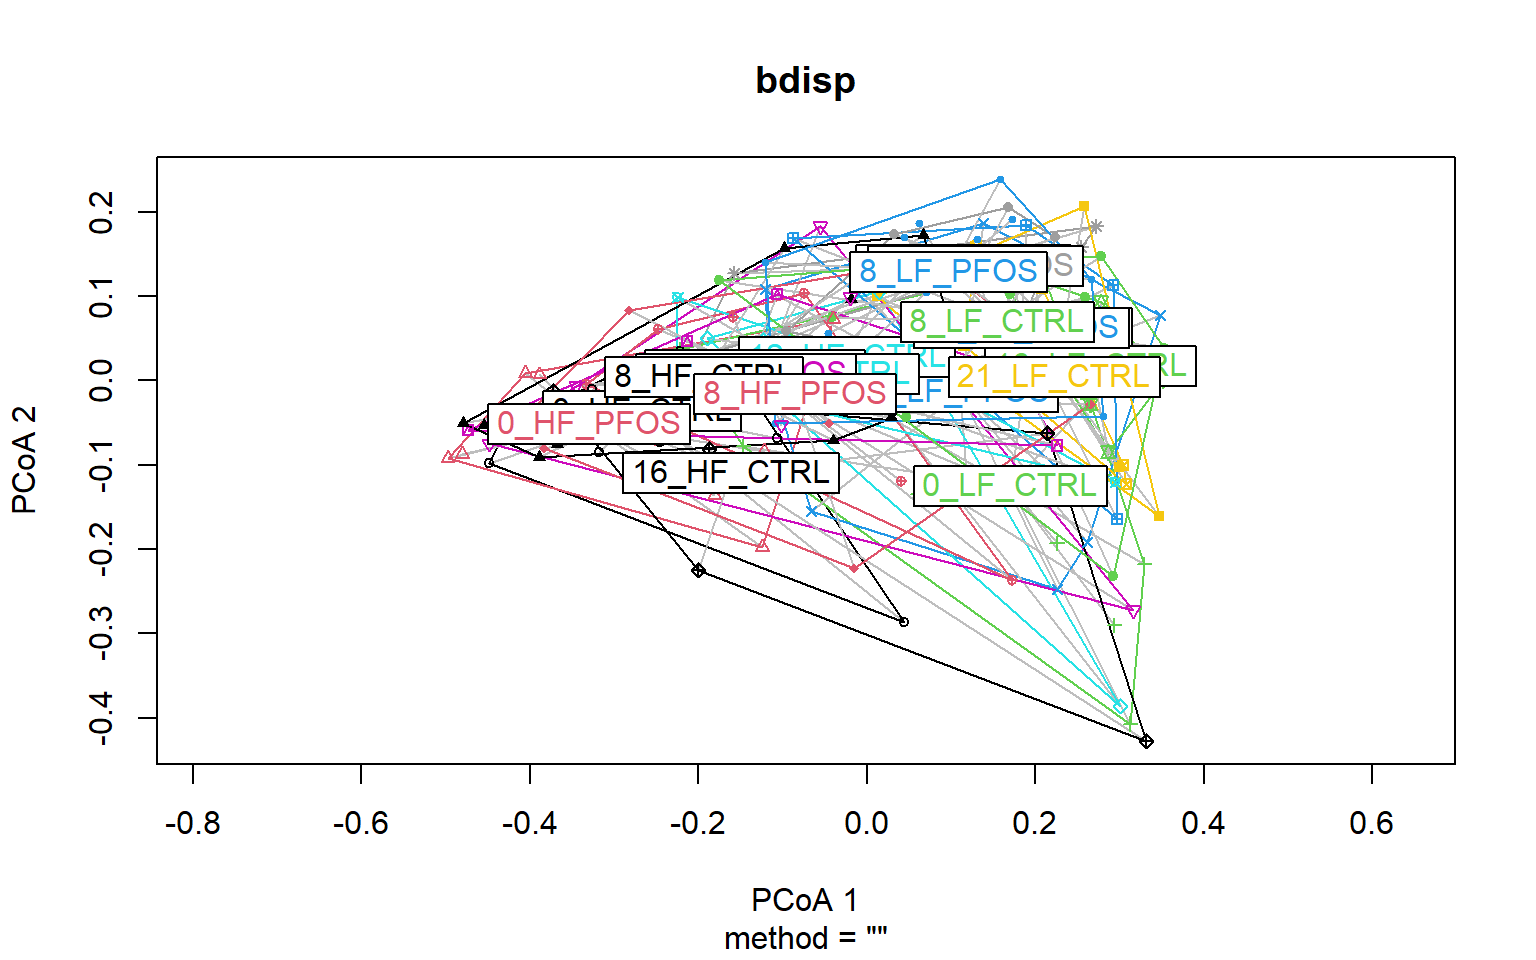 bdisp
PCoA 2
0.2
0.1
0.0
-0.1
-0.2
-0.3
-0.4
8_LF_PFOS
8_LF_CTRL
8_HF_CTRL
8_HF_PFOS
21_LF_CTRL
0_HF_PFOS
16_HF_CTRL
0_LF_CTRL
-0.8 -0.6 -0.4 -0.2 0.0 0.2 0.4 0.6
PCoA 1
method = ""